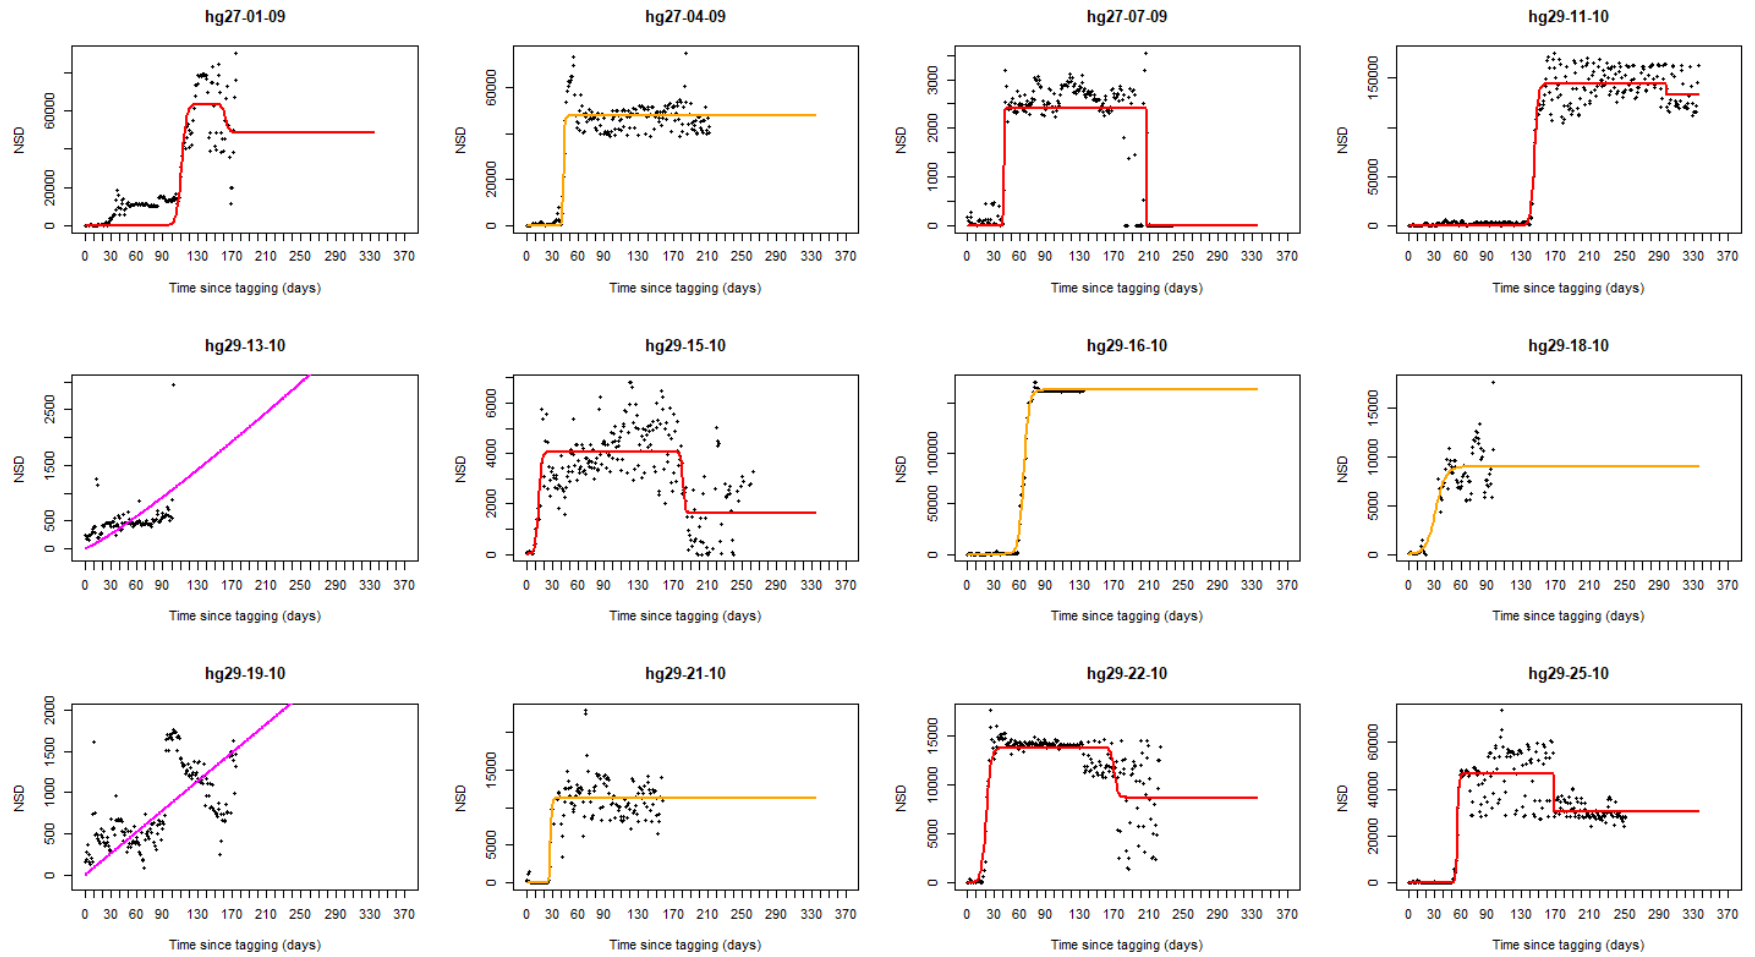 hg27-01-09 hg27-04-09 hg27-07-09 hg29-11-10
NSD 0 20000 60000
NSD 0 20000 60000
NSD 0 1000 2000 3000
NSD 0 50000 150000
0 30 60 90 130 170 210 250 290 330 370
0 30 60 90 130 170 210 250 290 330 370
0 30 60 90 130 170 210 250 290 330 370
0 30 60 90 130 170 210 250 290 330 370
Time since tagging (days) Time since tagging (days) Time since tagging (days) Time since tagging (days)
hg29-13-10 hg29-15-10 hg29-16-10 hg29-18-10
NSD 0 500 1500 2500
NSD 0 2000 4000 6000
NSD 0 50000 100000
NSD 0 5000 10000 15000
0 30 60 90 130 170 210 250 290 330 370
0 30 60 90 130 170 210 250 290 330 370
0 30 60 90 130 170 210 250 290 330 370
0 30 60 90 130 170 210 250 290 330 370
Time since tagging (days) Time since tagging (days) Time since tagging (days) Time since tagging (days)
hg29-19-10 hg29-21-10 hg29-22-10 hg29-25-10
NSD 0 500 1000 1500 2000
NSD 0 5000 15000
NSD 0 5000 10000 15000
NSD 0 20000 40000 60000
0 30 60 90 130 170 210 250 290 330 370
0 30 60 90 130 170 210 250 290 330 370
0 30 60 90 130 170 210 250 290 330 370
0 30 60 90 130 170 210 250 290 330 370
Time since tagging (days) Time since tagging (days) Time since tagging (days) Time since tagging (days)